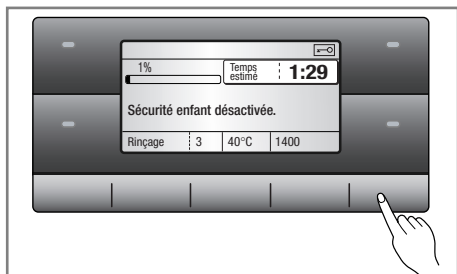 1%
Temps
estimé
1:29
Sécurité enfant désactivée.
Rinçage 3 40°C 1400